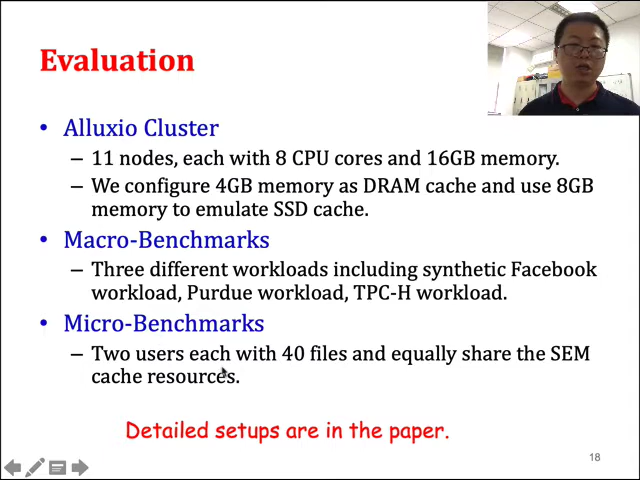 Evaluation
• Alluxio Cluster
– 11 nodes, each with 8 CPU cores and 16GB memory.
– We configure 4GB memory as DRAM cache and use 8GB
memory to emulate SSD cache.
• Macro-Benchmarks
– Three different workloads including synthetic Facebook
workload, Purdue workload, TPC-H workload.
• Micro-Benchmarks
– Two users each with 40 files and equally share the SEM
cache resources.
Detailed setups are in the paper.
18